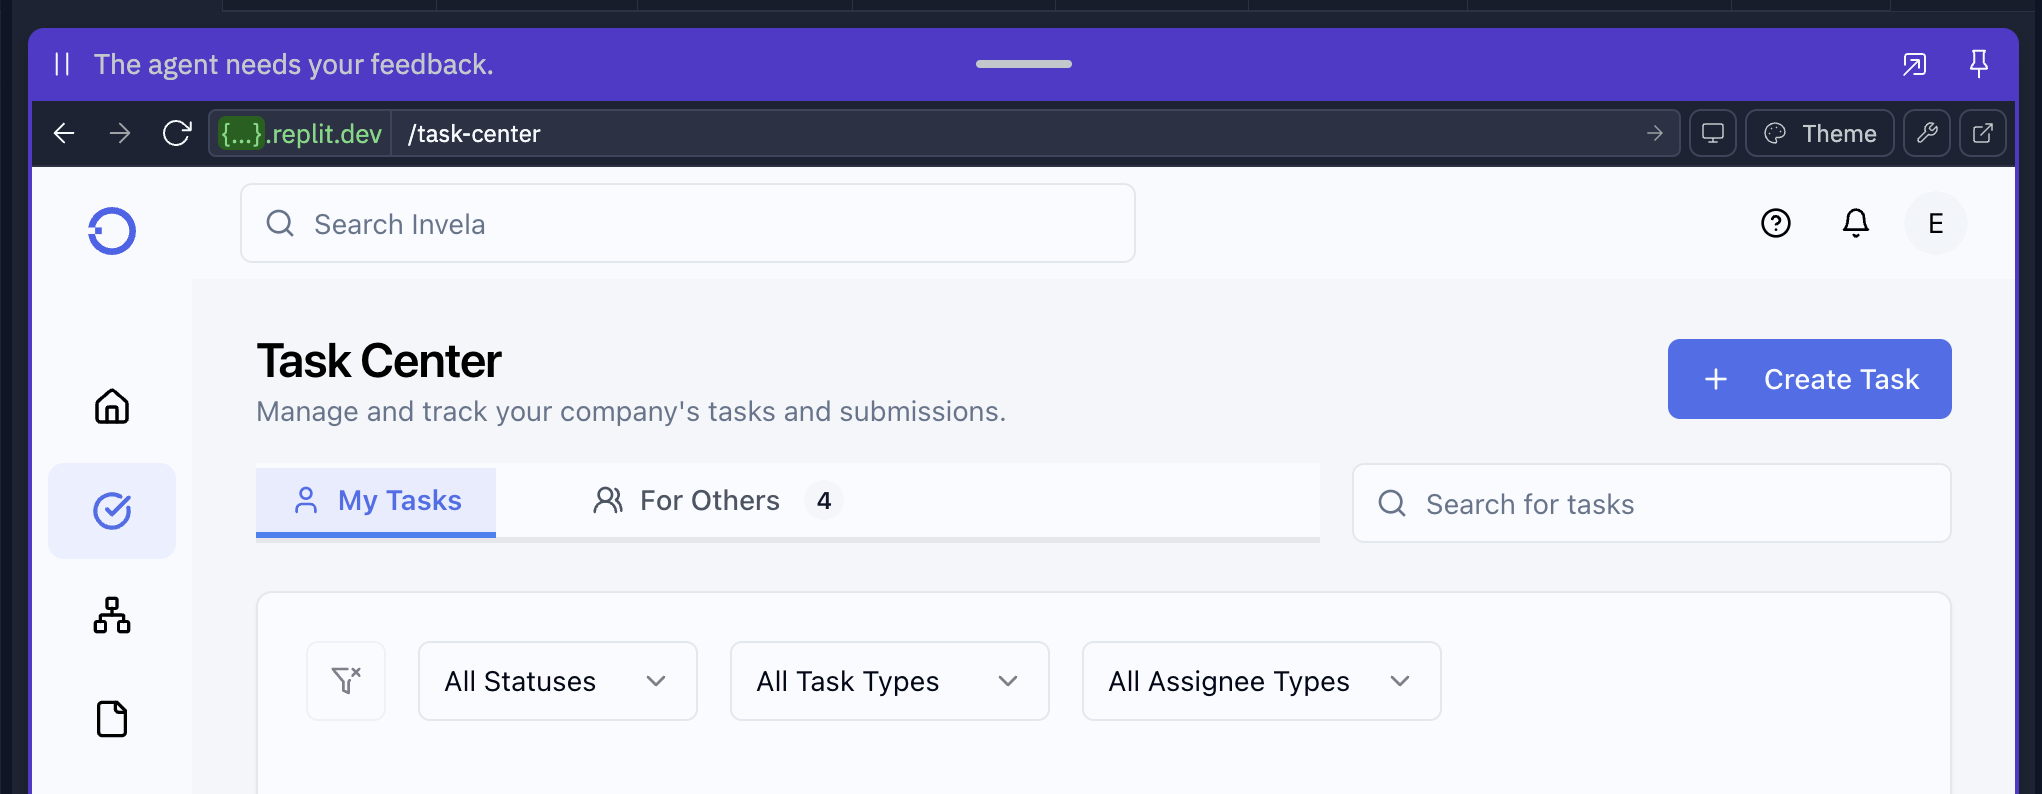 The agent needs your feedback.
{...}.replit.dev /task-center
Theme
Search Invela
E
Task Center
Manage and track your company's tasks and submissions.
Create Task
My Tasks
For Others 4
Search for tasks
All Statuses
All Task Types
All Assignee Types